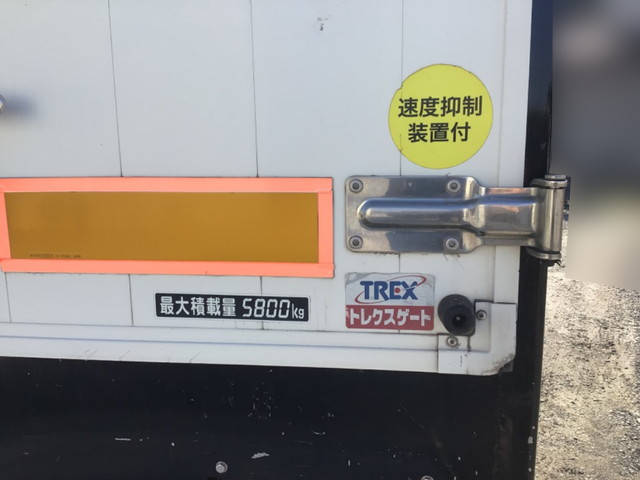 速度抑制
装置付
最大積載量 5800kg
TREX
トレクスゲート